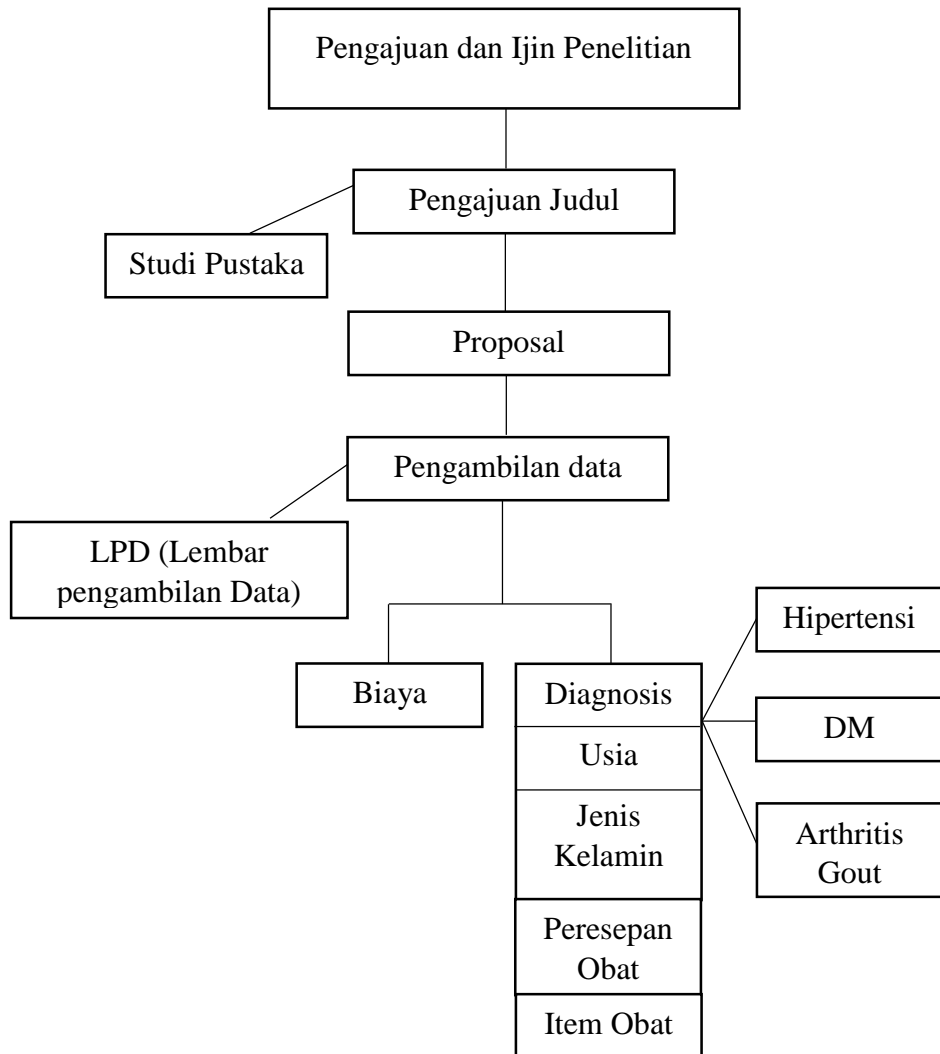 Pengajuan dan Ijin Penelitian
Pengajuan Judul
Studi Pustaka
Proposal
Pengambilan data
LPD (Lembar
pengambilan Data)
Biaya
Diagnosis
Usia
Jenis
Kelamin
Peresepan
Obat
Item Obat
Hipertensi
DM
Arthritis
Gout